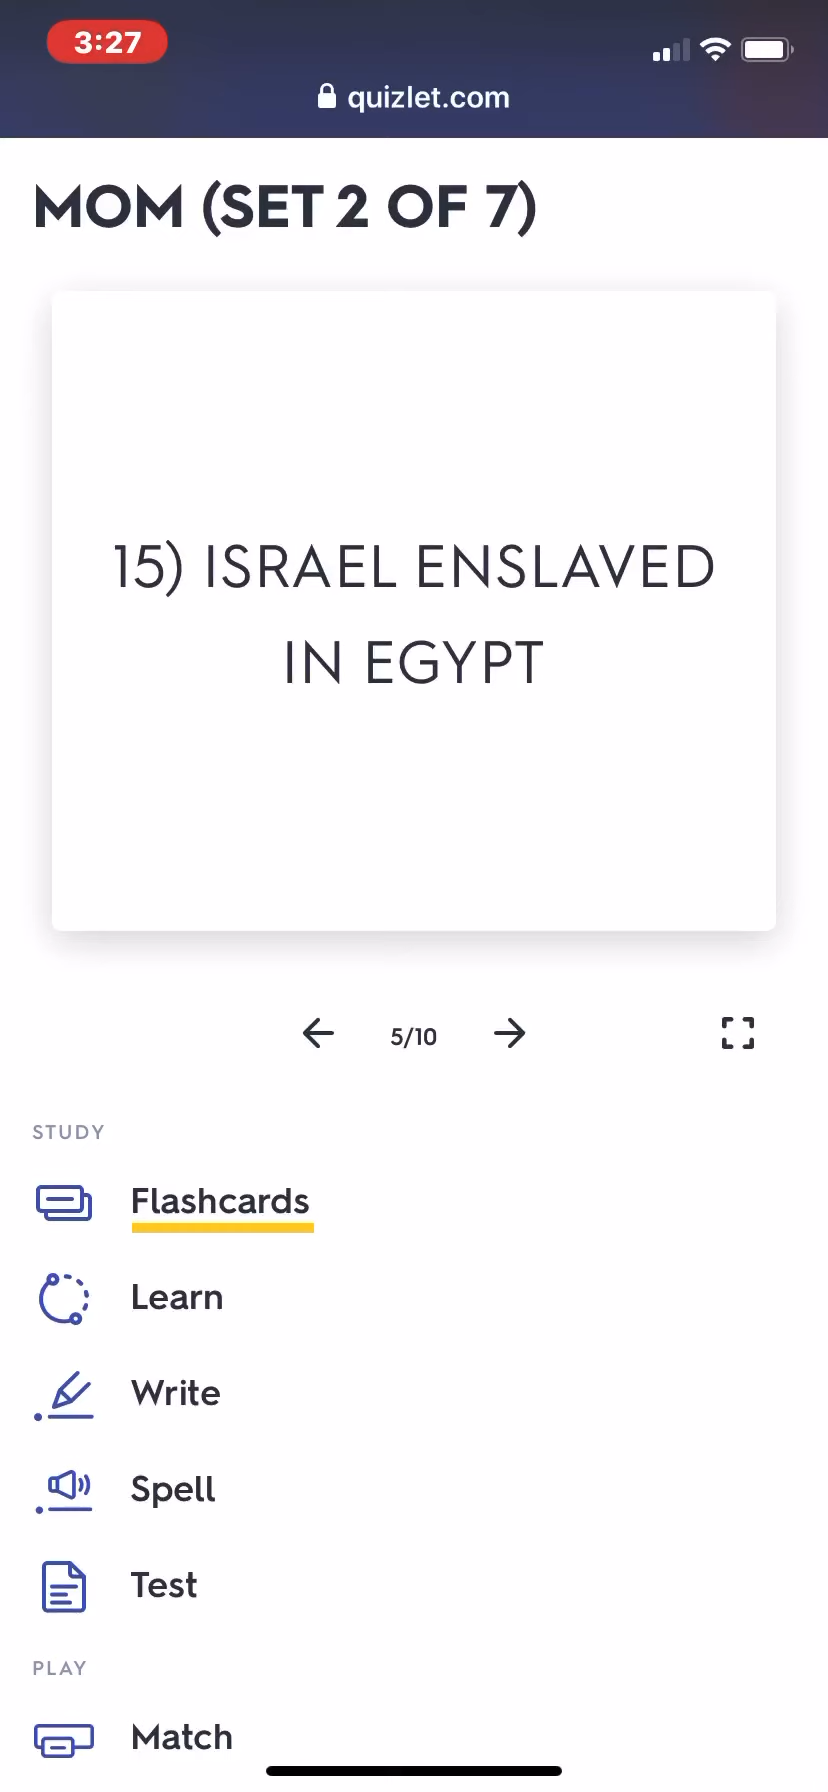 3:27
quizlet.com
MOM (SET 2 OF 7)
15) ISRAEL ENSLAVED
IN EGYPT
5/10
STUDY
Flashcards
Learn
Write
Spell
Test
PLAY
Match